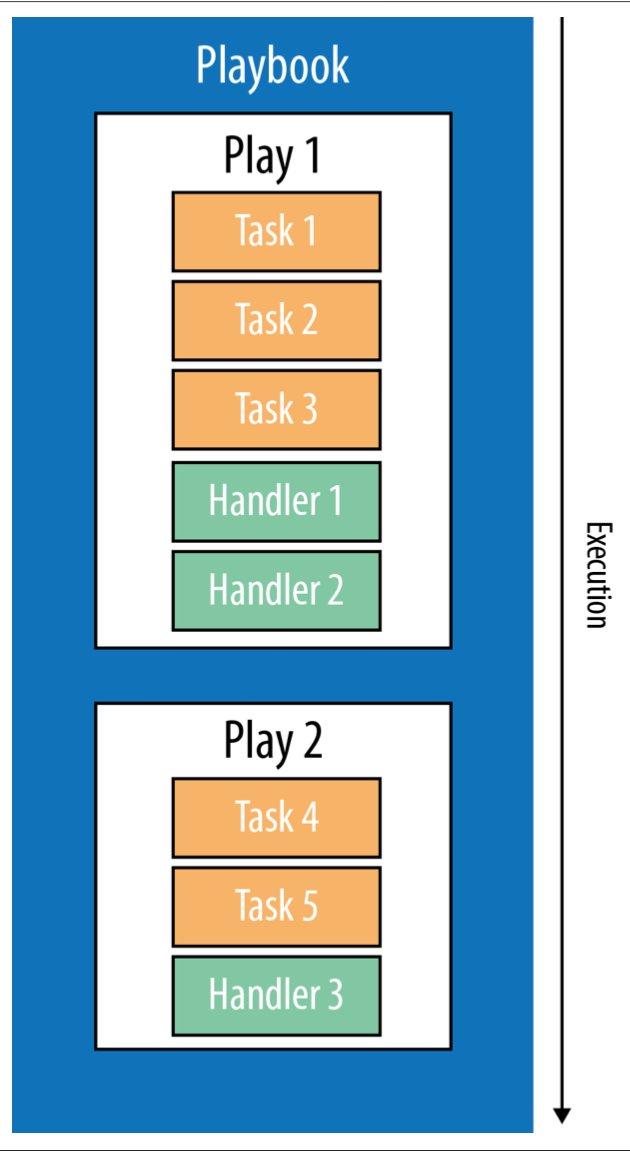 Playbook
Play 1
Task 1
Task 2
Task 3
Handler 1
Handler 2
Play 2
Task 4
Task 5
Handler 3
Execution